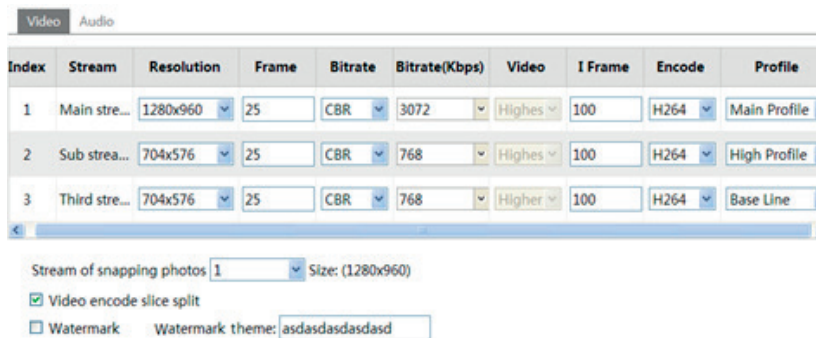 Video Audio
Index Stream Resolution Frame Bitrate Bitrate(Kbps) Video I Frame Encode Profile
1 Main stre... 1280x960 25 CBR 3072 Highes 100 H264 Main Profile
2 Sub strea... 704x576 25 CBR 768 Highes 100 H264 High Profile
3 Third stre... 704x576 25 CBR 768 Higher 100 H264 Base Line
Stream of snapping photos 1 Size: (1280x960)
Video encode slice split
Watermark Watermark theme: asdasdasdasdasd